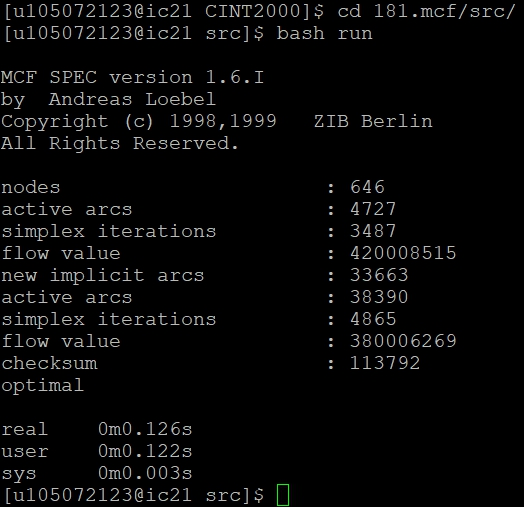 [u105072123@ic21 CINT2000]$ cd 181.mcf/src/
[u105072123@ic21 src]$ bash run

MCF SPEC version 1.6.I
by  Andreas Loebel
Copyright (c) 1998,1999   ZIB Berlin
All Rights Reserved.

nodes                      : 646
active arcs                : 4727
simplex iterations         : 3487
flow value                 : 420008515
new implicit arcs          : 33663
active arcs                : 38390
simplex iterations         : 4865
flow value                 : 380006269
checksum                   : 113792
optimal

real    0m0.126s
user    0m0.122s
sys     0m0.003s
[u105072123@ic21 src]$